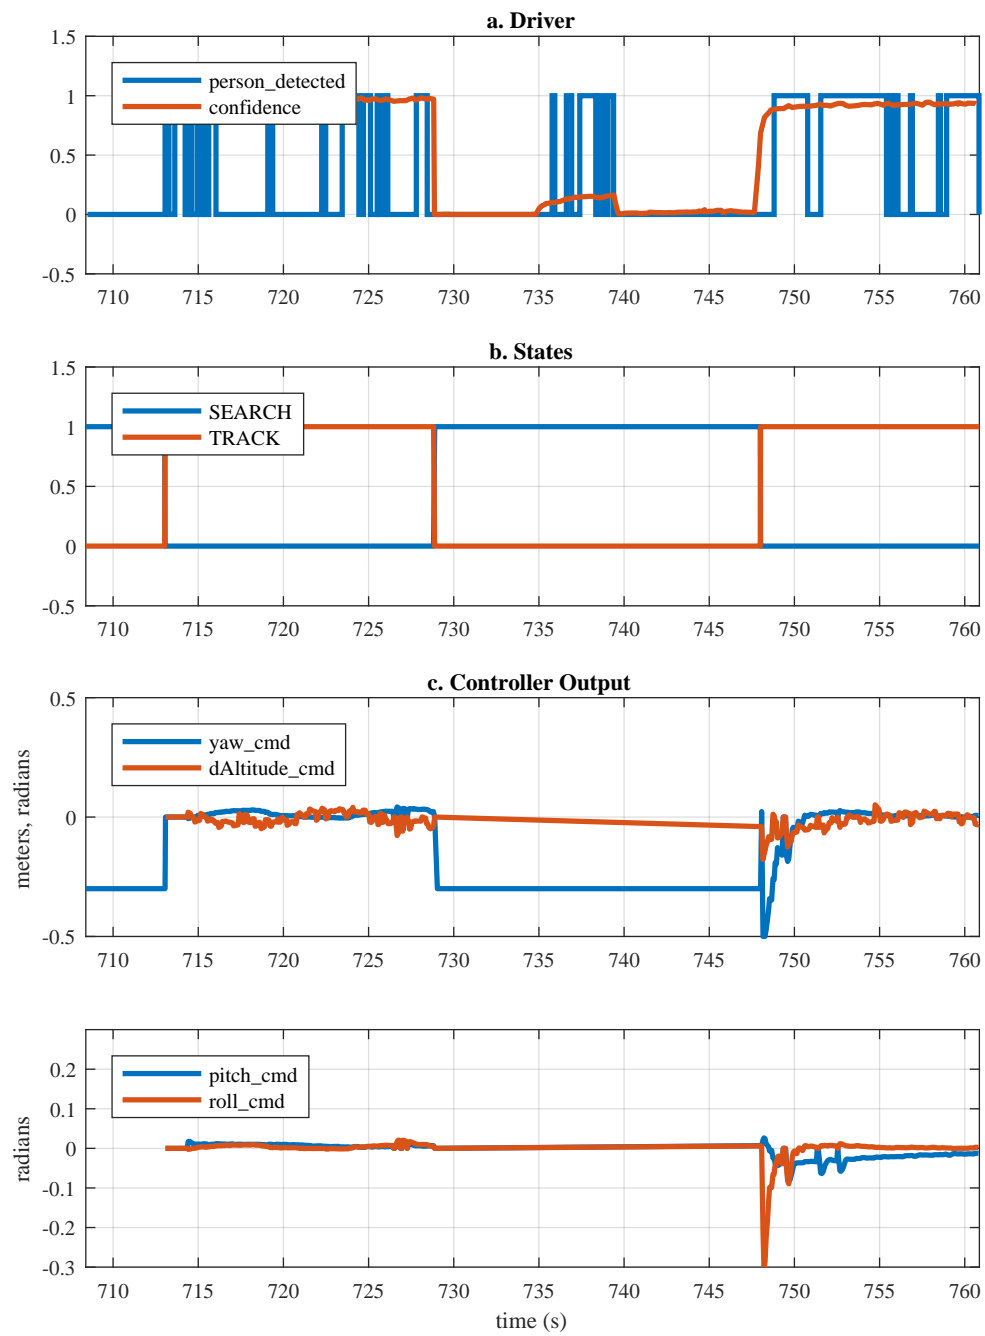 a. Driver
1.5
1
0.5
0
-0.5
person_detected
confidence
710 715 720 725 730 735 740 745 750 755 760
b. States
1.5
1
0.5
0
-0.5
SEARCH
TRACK
710 715 720 725 730 735 740 745 750 755 760
c. Controller Output
meters, radians
0.5
0
-0.5
yaw_cmd
dAltitude_cmd
710 715 720 725 730 735 740 745 750 755 760
radians
0.2
0.1
0
-0.1
-0.2
-0.3
pitch_cmd
roll_cmd
710 715 720 725 730 735 740 745 750 755 760
time (s)